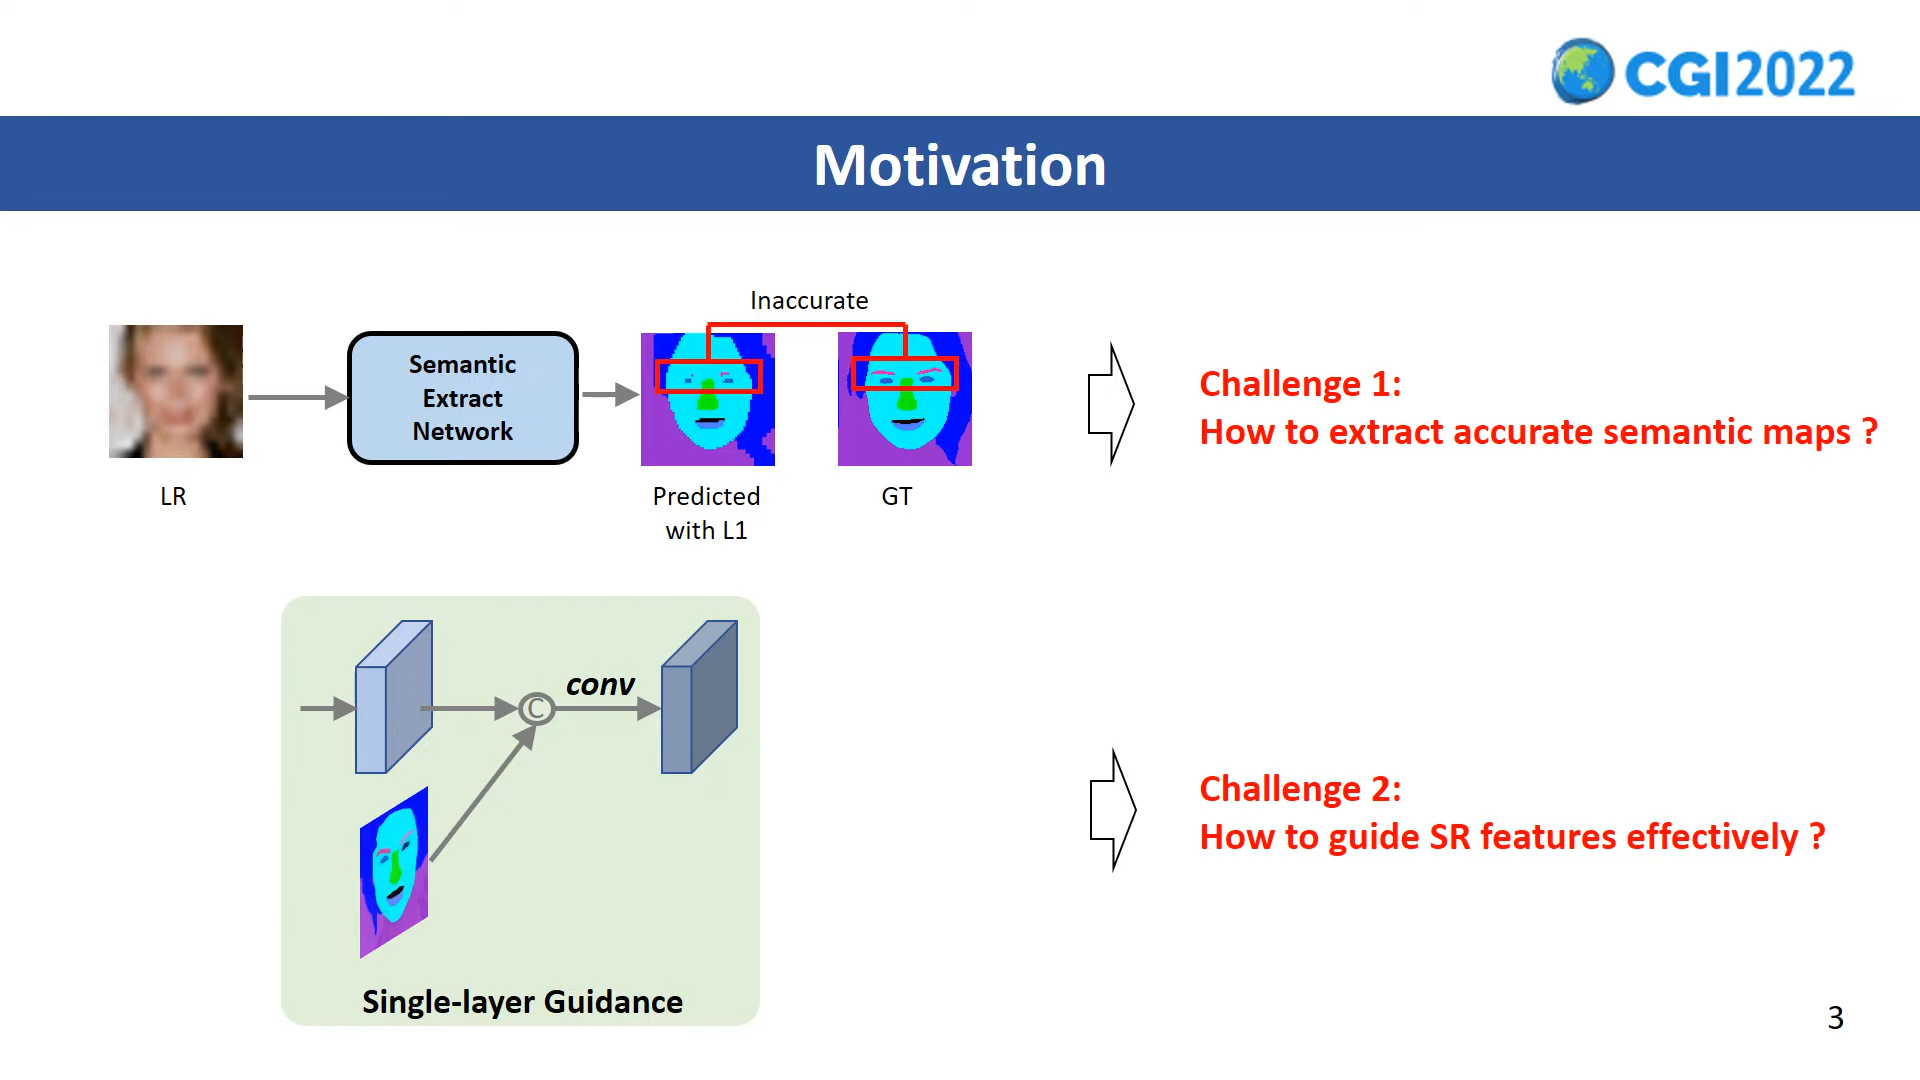 CGI2022
Motivation
Inaccurate
Semantic
Extract
Network
LR
Predicted
with L1
GT
Challenge 1:
How to extract accurate semantic maps ?
conv
C
Single-layer Guidance
Challenge 2:
How to guide SR features effectively ?
3